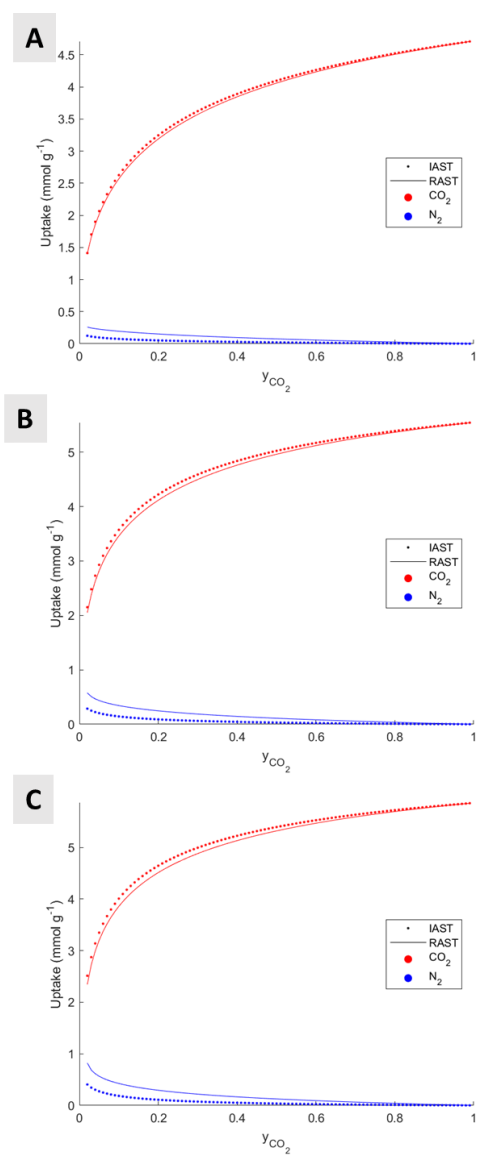 A
4.5
4
3.5
3
2.5
2
1.5
1
0.5
0
Uptake (mmol g⁻¹)
IAST
RAST
CO₂
N₂
0 0.2 0.4 0.6 0.8 1
y_CO₂
B
5
4
3
2
1
0
Uptake (mmol g⁻¹)
IAST
RAST
CO₂
N₂
0 0.2 0.4 0.6 0.8 1
y_CO₂
C
5
4
3
2
1
0
Uptake (mmol g⁻¹)
IAST
RAST
CO₂
N₂
0 0.2 0.4 0.6 0.8 1
y_CO₂